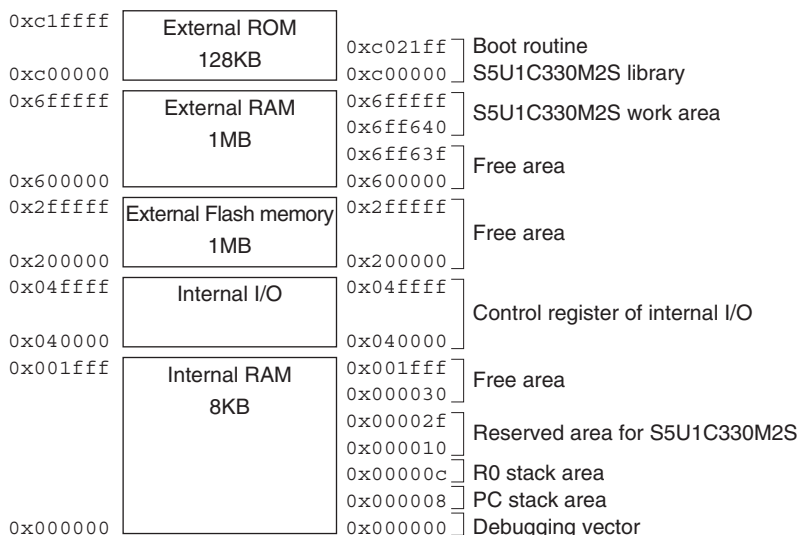 0xc1ffff External ROM
128KB 0xc021ff Boot routine
0xc00000 0xc00000 S5U1C330M2S library
0x6fffff External RAM 0x6fffff S5U1C330M2S work area
1MB 0x6ff640
0x6ff63f Free area
0x600000 0x600000
0x2fffff External Flash memory 0x2fffff Free area
1MB
0x200000 0x200000
0x04ffff Internal I/O 0x04ffff Control register of internal I/O
0x040000 0x040000
0x001fff Internal RAM 0x001fff Free area
8KB 0x000030
0x00002f Reserved area for S5U1C330M2S
0x000010
0x00000c R0 stack area
0x000008 PC stack area
0x000000 0x000000 Debugging vector